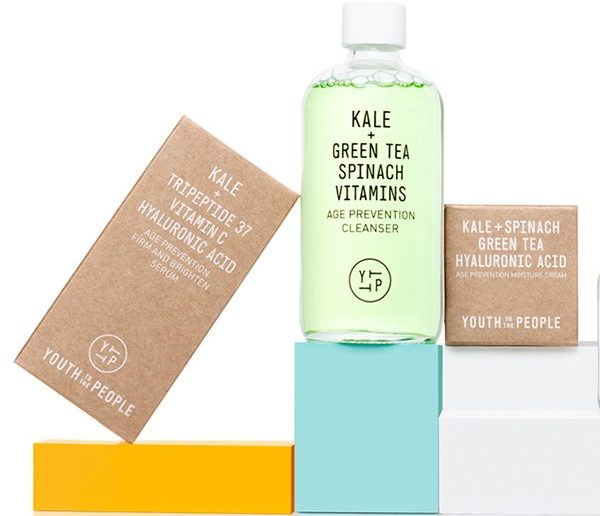 KALE
+
TRIPEPTIDE 37
VITAMIN C
HYALURONIC ACID
AGE PREVENTION
FIRM AND BRIGHTEN
SERUM
YTTP
YOUTH TO THE PEOPLE
KALE
+
GREEN TEA
SPINACH
VITAMINS
AGE PREVENTION
CLEANSER
YTTP
KALE + SPINACH
GREEN TEA
HYALURONIC ACID
AGE PREVENTION MOISTURE CREAM
YOUTH TO THE PEOPLE